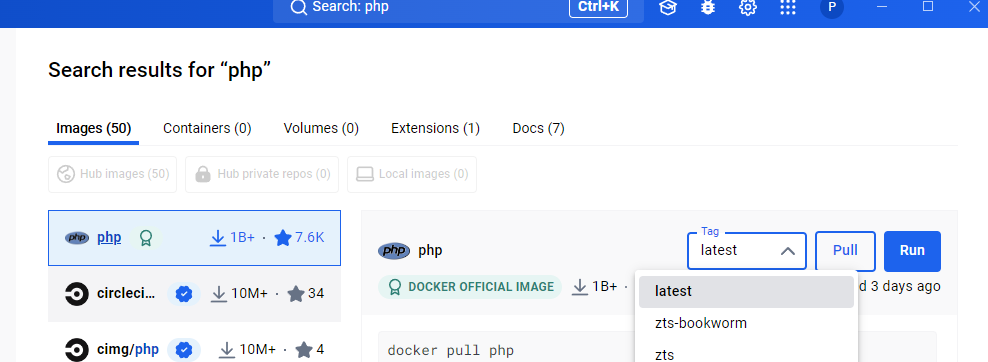 Search: php
Ctrl+K
P
Search results for “php”
Images (50)
Containers (0)
Volumes (0)
Extensions (1)
Docs (7)
Hub images (50)
Hub private repos (0)
Local images (0)
php
php
1B+ · 7.6K
circleci...
10M+ · 34
cimg/php
10M+ · 4
php
php
Tag
latest
Pull
Run
DOCKER OFFICIAL IMAGE
1B+ ·
d 3 days ago
latest
zts-bookworm
zts
docker pull php